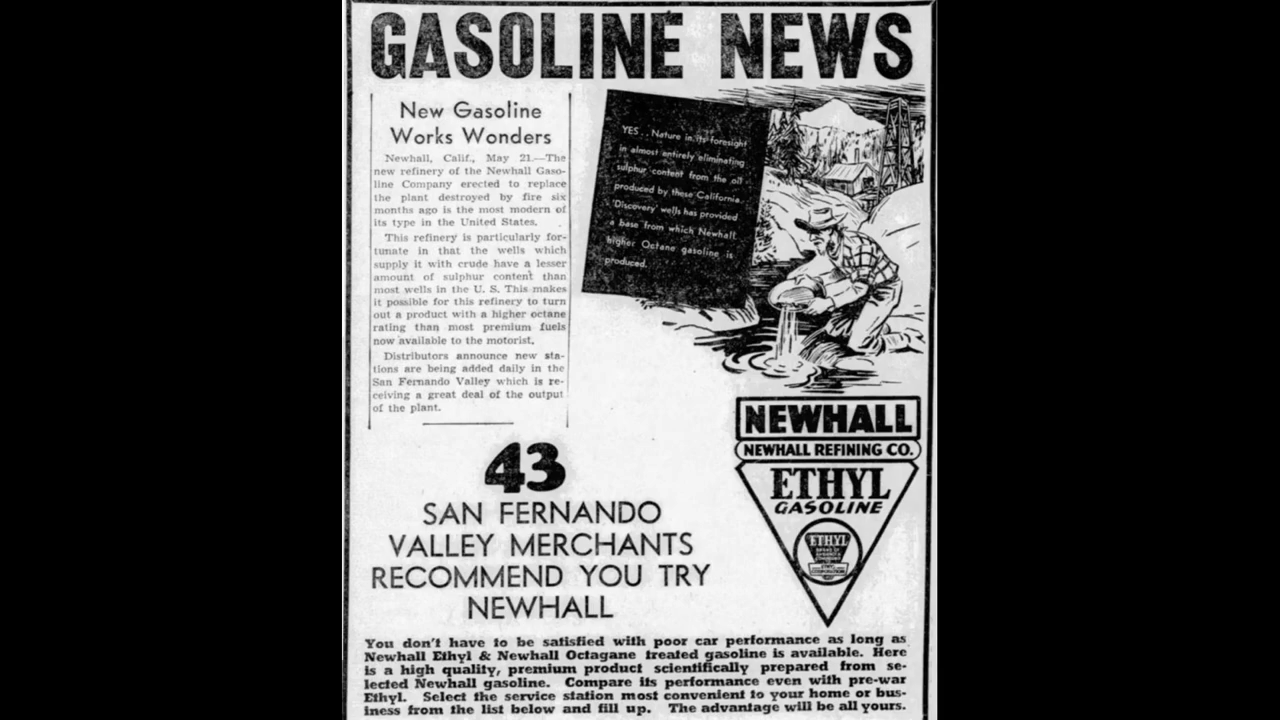 GASOLINE NEWS
New Gasoline
Works Wonders
Newhall, Calif., May 21.—The
new refinery of the Newhall Gaso-
line Company erected to replace
the plant destroyed by fire six
months ago is the most modern of
its type in the United States.
This refinery is particularly for-
tunate in that the wells which
supply it with crude have a lesser
amount of sulphur content than
most wells in the U. S. This makes
it possible for this refinery to turn
out a product with a higher octane
rating than most premium fuels
now available to the motorist.
Distributors announce new sta-
tions are being added daily in the
San Fernando Valley which is re-
ceiving a great deal of the output
of the plant.
YES . . Nature in its foresight
in almost entirely eliminating
sulphur content from the oil
produced by these California
'Discovery' wells has provided
a base from which Newhall
higher Octane gasoline is
produced.
NEWHALL
NEWHALL REFINING CO.
ETHYL
GASOLINE
ETHYL
43
SAN FERNANDO
VALLEY MERCHANTS
RECOMMEND YOU TRY
NEWHALL
You don't have to be satisfied with poor car performance as long as
Newhall Ethyl & Newhall Octagane treated gasoline is available. Here
is a high quality, premium product scientifically prepared from se-
lected Newhall gasoline. Compare its performance even with pre-war
Ethyl. Select the service station most convenient to your home or bus-
iness from the list below and fill up. The advantage will be all yours.